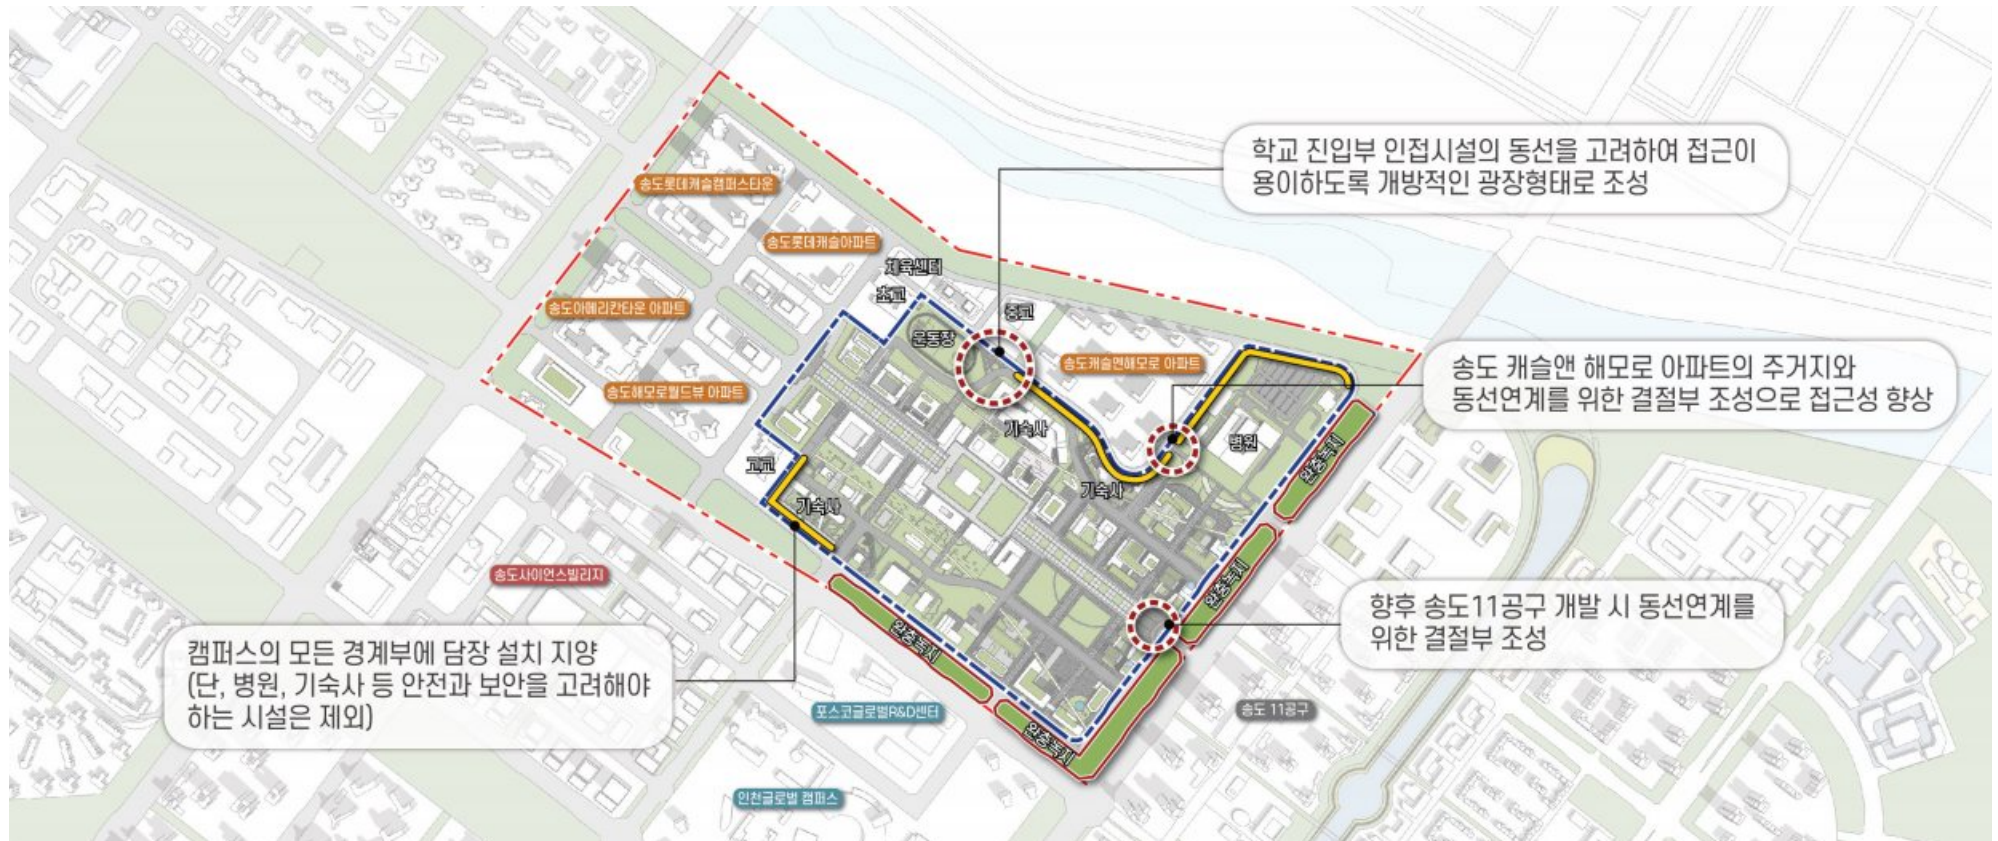 학교 진입부 인접시설의 동선을 고려하여 접근이
용이하도록 개방적인 광장형태로 조성
송도롯데캐슬캠퍼스타운
송도롯데캐슬아파트
체육센터
초교
중교
송도아메리칸타운 아파트
운동장
송도캐슬앤해모로 아파트
송도 캐슬앤 해모로 아파트의 주거지와
동선연계를 위한 결절부 조성으로 접근성 향상
송도해모로월드뷰 아파트
기숙사
병원
완충녹지
고교
기숙사
기숙사
송도사이언스빌리지
완충녹지
향후 송도11공구 개발 시 동선연계를
위한 결절부 조성
완충녹지
캠퍼스의 모든 경계부에 담장 설치 지양
(단, 병원, 기숙사 등 안전과 보안을 고려해야
하는 시설은 제외)
포스코글로벌R&D센터
송도 11공구
완충녹지
인천글로벌 캠퍼스